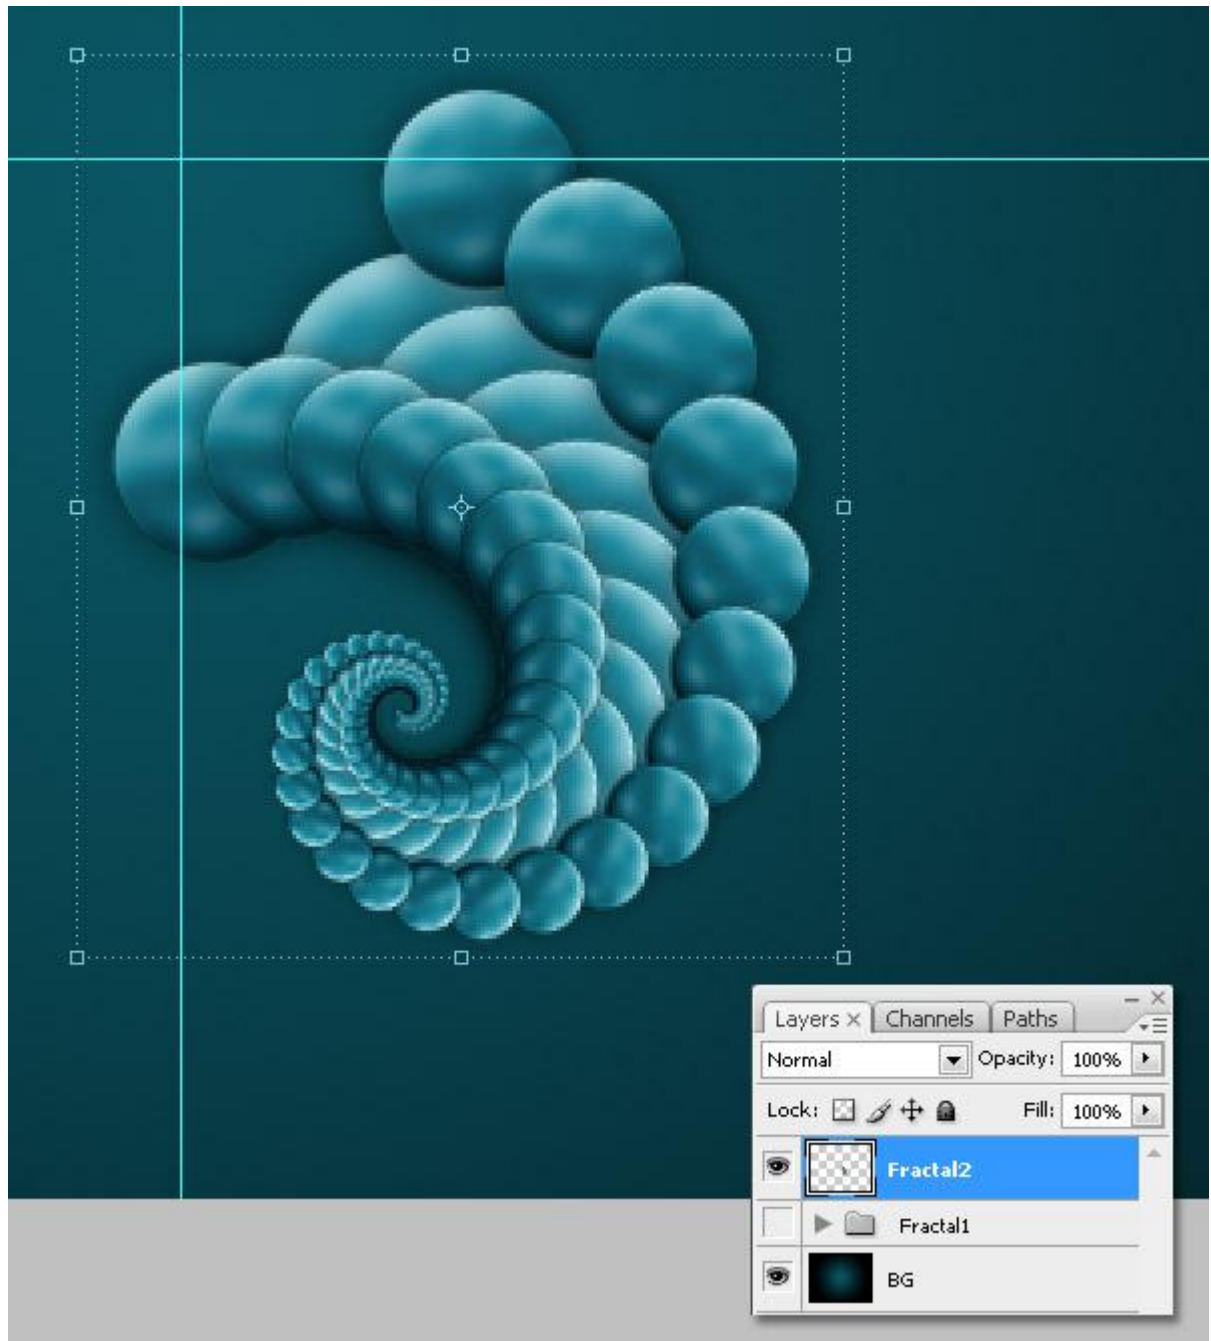 Layers Channels Paths
Normal Opacity: 100%
Lock: Fill: 100%
Fractal2
Fractal1
BG